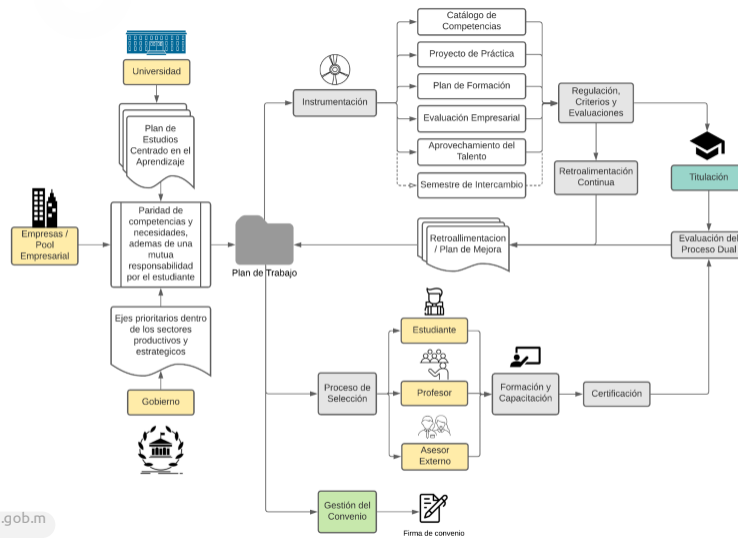 Universidad
Plan de
Estudios
Centrado en el
Aprendizaje
Empresas /
Pool
Empresarial
Paridad de
competencias y
necesidades,
ademas de una
mutua
responsabilidad
por el estudiante
Ejes prioritarios dentro
de los sectores
productivos y
estrategicos
Gobierno
Plan de Trabajo
Instrumentación
Catálogo de
Competencias
Proyecto de Práctica
Plan de Formación
Evaluación Empresarial
Aprovechamiento del
Talento
Semestre de Intercambio
Regulación,
Criterios y
Evaluaciones
Retroalimentación
Continua
Titulación
Evaluación del
Proceso Dual
Retroallimentacion
/ Plan de Mejora
Proceso de
Selección
Estudiante
Profesor
Asesor
Externo
Formación y
Capacitación
Certificación
Gestión del
Convenio
Firma de convenio
.gob.m